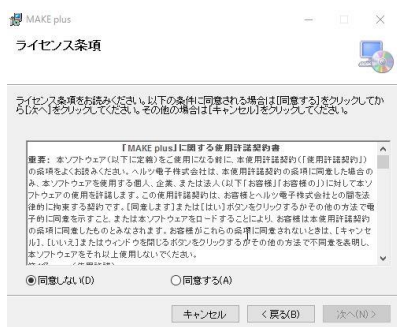 MAKE plus
ライセンス条項
ライセンス条項をお読みください。以下の条件に同意される場合は[同意する]をクリックしてか
ら[次へ]をクリックしてください。その他の場合は[キャンセル]をクリックしてください。
「MAKE plus」に関する使用許諾契約書
重要： 本ソフトウェア(以下に定義)をご使用になる前に、本使用許諾契約(「使用許諾契約」)
の条項をよくお読みください。ヘルツ電子株式会社は、本使用許諾契約の条項に同意した場合の
み、本ソフトウェアを使用する個人、企業、または法人(以下「お客様」「お客様の」)に対して本ソ
フトウェアの使用を許諾します。この使用許諾契約は、お客様とヘルツ電子株式会社との間を法
律的に拘束する契約です。[同意します]または[はい]ボタンをクリックするかその他の方法で電
子的に同意を示すこと、または本ソフトウェアをロードすることにより、お客様は本使用許諾契約
の条項に同意したものとみなされます。お客様がこれらの条項に同意されないときは、[キャンセ
ル]、[いいえ]またはウィンドウを閉じるボタンをクリックするかその他の方法で不同意を表明し、
本ソフトウェアをそれ以上使用しないでください。
同意しない(D)
同意する(A)
キャンセル
< 戻る(B)
次へ(N) >